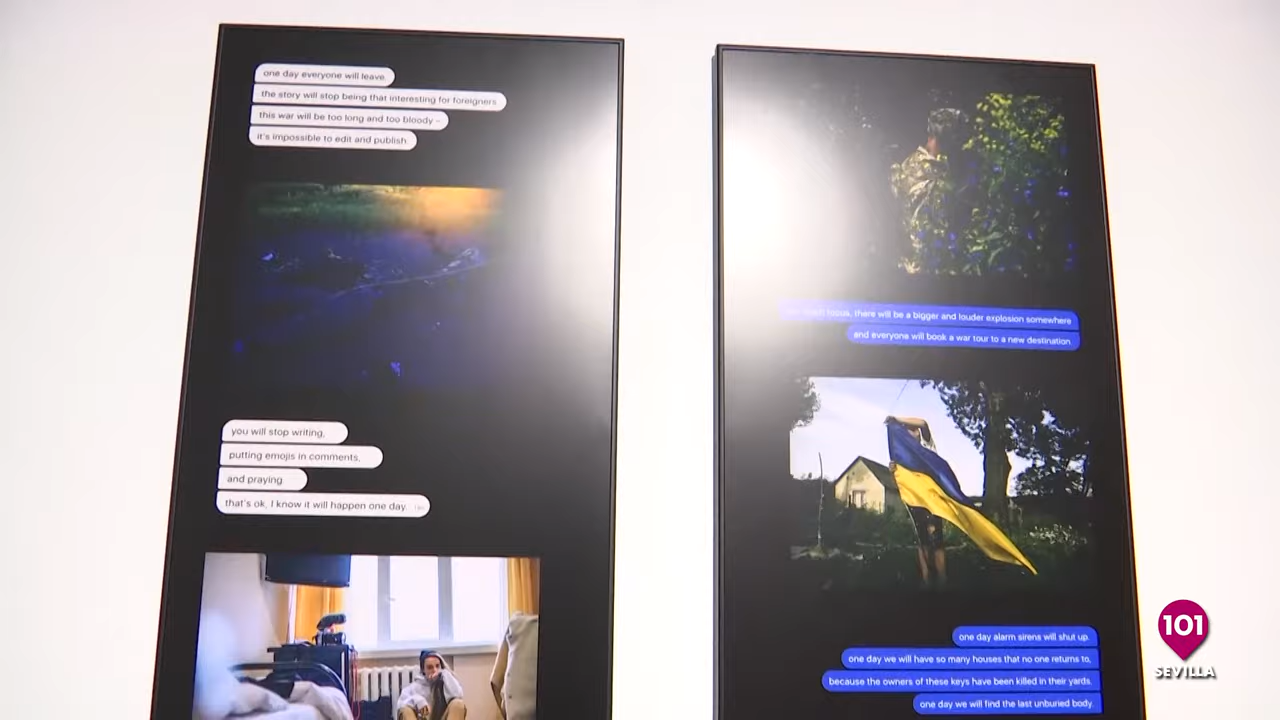 one day everyone will leave
the story will stop being that interesting for foreigners
this war will be too long and too bloody –
it's impossible to edit and publish.
you will stop writing,
putting emojis in comments,
and praying
that's ok, I know it will happen one day.
focus, there will be a bigger and louder explosion somewhere
and everyone will book a war tour to a new destination
one day alarm sirens will shut up.
one day we will have so many houses that no one returns to,
because the owners of these keys have been killed in their yards.
one day we will find the last unburied body.
101
SEVILLA